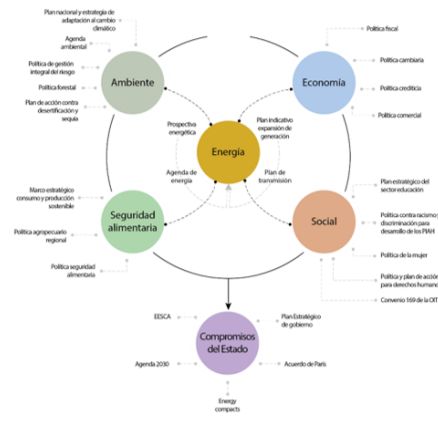 Plan nacional y estrategia de
adaptación al cambio
climático
Agenda
ambiental
Política de gestión
integral del riesgo
Política forestal
Plan de acción contra
desertificación y
sequía
Ambiente
Política fiscal
Política cambiaria
Política crediticia
Política comercial
Economía
Prospectiva
energética
Plan indicativo
expansión de
generación
Energía
Agenda de
energía
Plan de
transmisión
Marco estratégico
consumo y producción
sostenible
Política agropecuario
regional
Política seguridad
alimentaria
Seguridad
alimentaria
Plan estratégico del
sector educación
Política contra racismo y
discriminación para
desarrollo de los PIAH
Política de la mujer
Política y plan de acción
para derechos humano
Convenio 169 de la OIT
Social
EESCA
Plan Estratégico
de gobierno
Compromisos
del Estado
Agenda 2030
Acuerdo de París
Energy
compacts